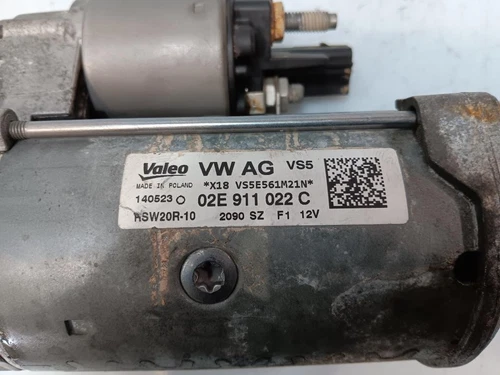 Valeo VW AG VS5
MADE IN POLAND *X18 VS5E561M21N*
140523 02E 911 022 C
RSW20R-10 2090 SZ F1 12V